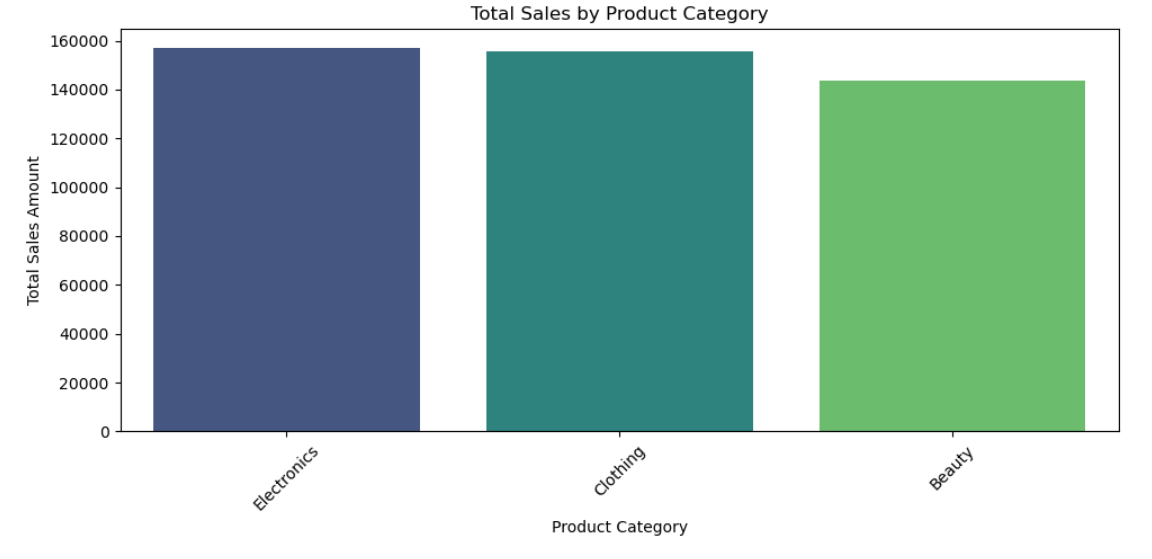 Total Sales by Product Category
Total Sales Amount
160000
140000
120000
100000
80000
60000
40000
20000
0
Electronics
Clothing
Beauty
Product Category